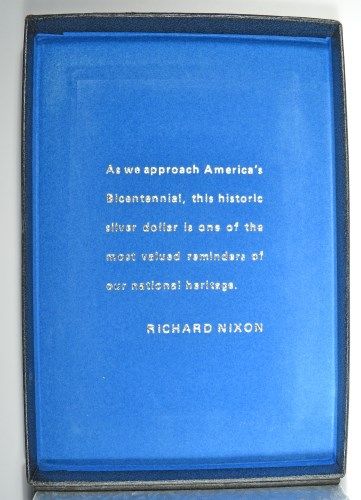 As we approach America's
Bicentennial, this historic
silver dollar is one of the
most valued reminders of
our national heritage.
RICHARD NIXON